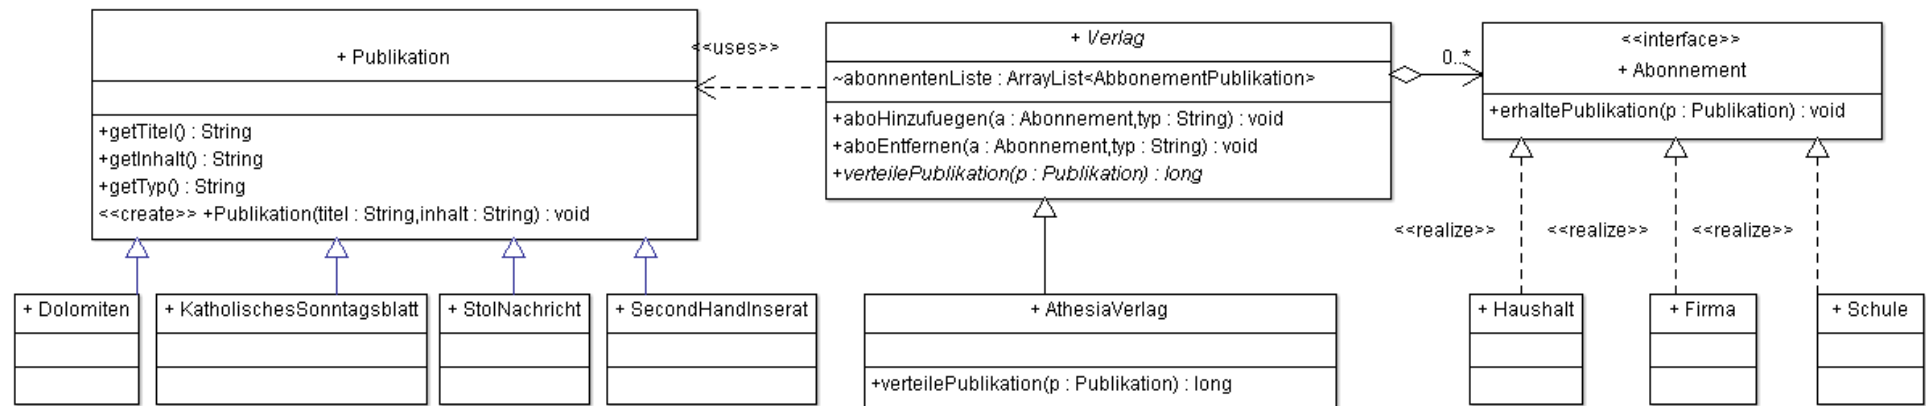 + Publikation
+getTitel() : String
+getInhalt() : String
+getTyp() : String
<<create>> +Publikation(titel : String,inhalt : String) : void
<<uses>>
+ Verlag
~abonnentenListe : ArrayList<AbbonementPublikation>
+aboHinzufuegen(a : Abonnement,typ : String) : void
+aboEntfernen(a : Abonnement,typ : String) : void
+verteilePublikation(p : Publikation) : long
0..*
<<interface>>
+ Abonnement
+erhaltePublikation(p : Publikation) : void
<<realize>>
<<realize>>
<<realize>>
+ Dolomiten
+ KatholischesSonntagsblatt
+ StolNachricht
+ SecondHandInserat
+ AthesiaVerlag
+verteilePublikation(p : Publikation) : long
+ Haushalt
+ Firma
+ Schule